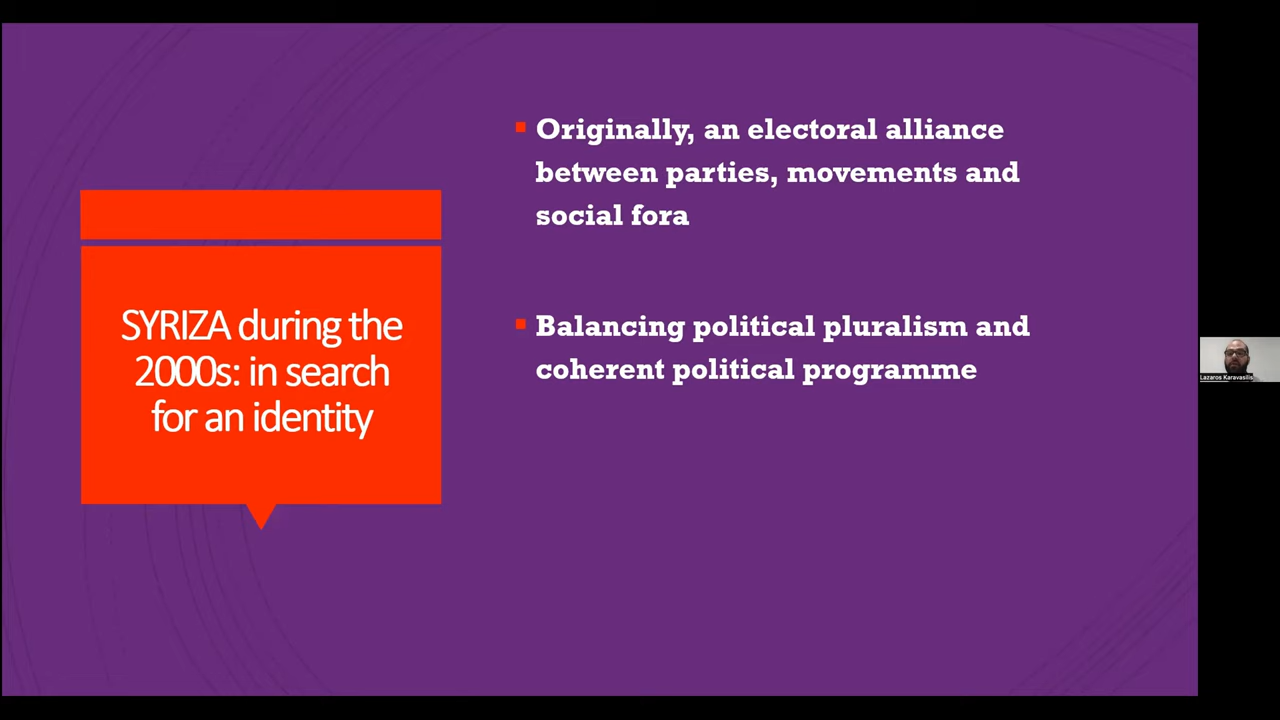 SYRIZA during the
2000s: in search
for an identity
Originally, an electoral alliance
between parties, movements and
social fora
Balancing political pluralism and
coherent political programme
Lazaros Karavasilis